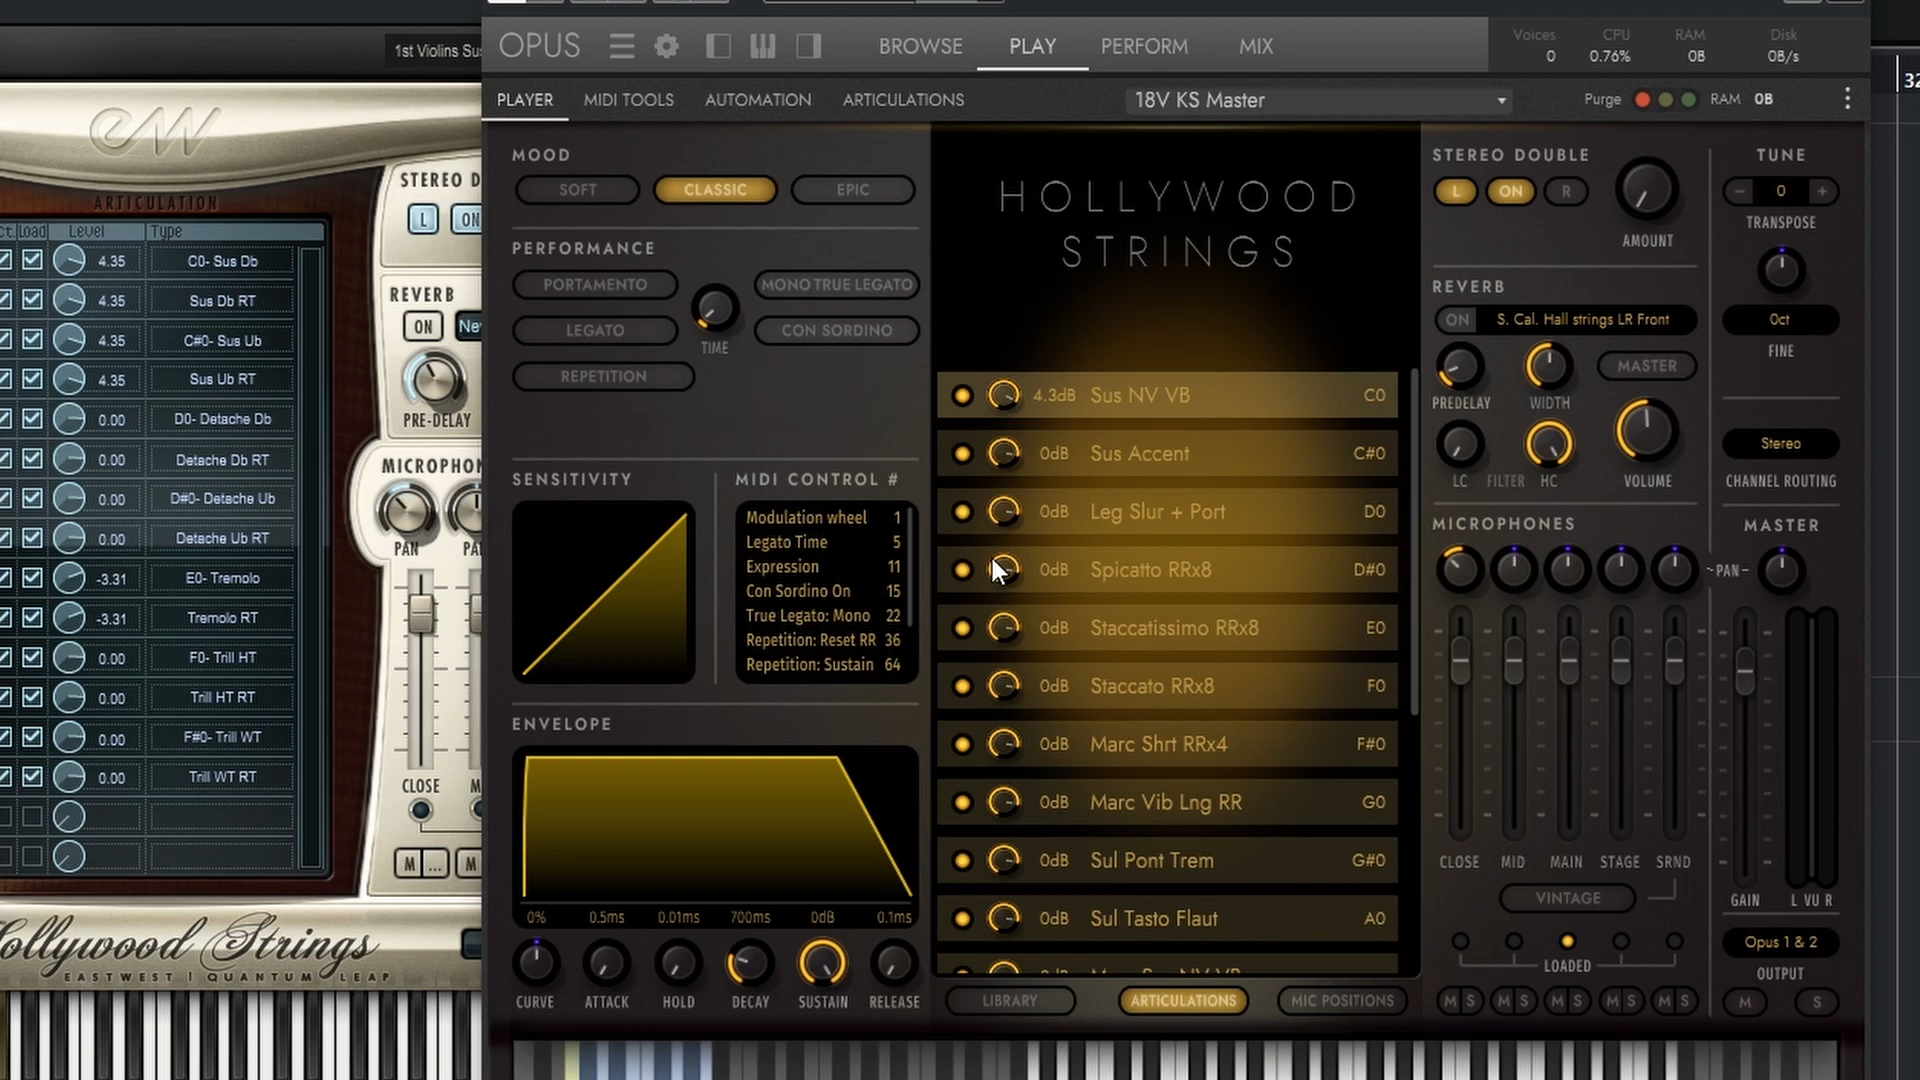 1st Violins Sus
ew
ARTICULATION
ct. Load Level Type
4.35 C0- Sus Db
4.35 Sus Db RT
4.35 C#0- Sus Ub
4.35 Sus Ub RT
0.00 D0- Detache Db
0.00 Detache Db RT
0.00 D#0- Detache Ub
0.00 Detache Ub RT
-3.31 E0- Tremolo
-3.31 Tremolo RT
0.00 F0- Trill HT
0.00 Trill HT RT
0.00 F#0- Trill WT
0.00 Trill WT RT
STEREO D
L ON
REVERB
ON Ne
PRE-DELAY
MICROPHON
PAN PA
CLOSE M
M ... M
ollywood Strings
EASTWEST | QUANTUM LEAP
OPUS BROWSE PLAY PERFORM MIX
Voices CPU RAM Disk
0 0.76% 0B 0B/s
PLAYER MIDI TOOLS AUTOMATION ARTICULATIONS 18V KS Master Purge RAM 0B
32
MOOD
SOFT CLASSIC EPIC
PERFORMANCE
PORTAMENTO MONO TRUE LEGATO
LEGATO CON SORDINO
TIME
REPETITION
SENSITIVITY
MIDI CONTROL #
Modulation wheel 1
Legato Time 5
Expression 11
Con Sordino On 15
True Legato: Mono 22
Repetition: Reset RR 36
Repetition: Sustain 64
ENVELOPE
0% 0.5ms 0.01ms 700ms 0dB 0.1ms
CURVE ATTACK HOLD DECAY SUSTAIN RELEASE
HOLLYWOOD
STRINGS
4.3dB Sus NV VB C0
0dB Sus Accent C#0
0dB Leg Slur + Port D0
0dB Spicatto RRx8 D#0
0dB Staccatissimo RRx8 E0
0dB Staccato RRx8 F0
0dB Marc Shrt RRx4 F#0
0dB Marc Vib Lng RR G0
0dB Sul Pont Trem G#0
0dB Sul Tasto Flaut A0
LIBRARY ARTICULATIONS MIC POSITIONS
STEREO DOUBLE
L ON R
AMOUNT
REVERB
ON S. Cal. Hall strings LR Front
MASTER
PREDELAY WIDTH
LC FILTER HC VOLUME
MICROPHONES
~PAN~
CLOSE MID MAIN STAGE SRND
VINTAGE
LOADED
M S M S M S M S M S
TUNE
− 0 +
TRANSPOSE
0ct
FINE
Stereo
CHANNEL ROUTING
MASTER
GAIN L VU R
Opus 1 & 2
OUTPUT
M S